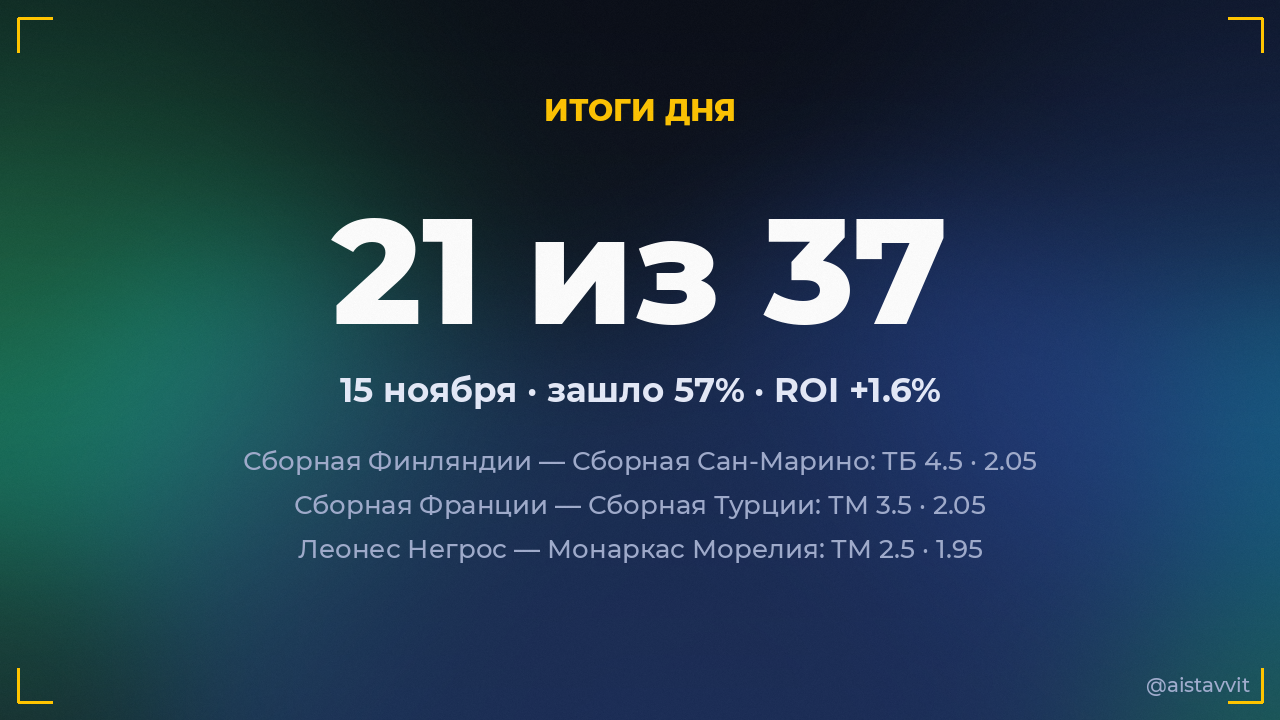 ИТОГИ ДНЯ
21 из 37
15 ноября · зашло 57% · ROI +1.6%
Сборная Финляндии — Сборная Сан-Марино: ТБ 4.5 · 2.05
Сборная Франции — Сборная Турции: ТМ 3.5 · 2.05
Леонес Негрос — Монаркас Морелия: ТМ 2.5 · 1.95
@aistavvit